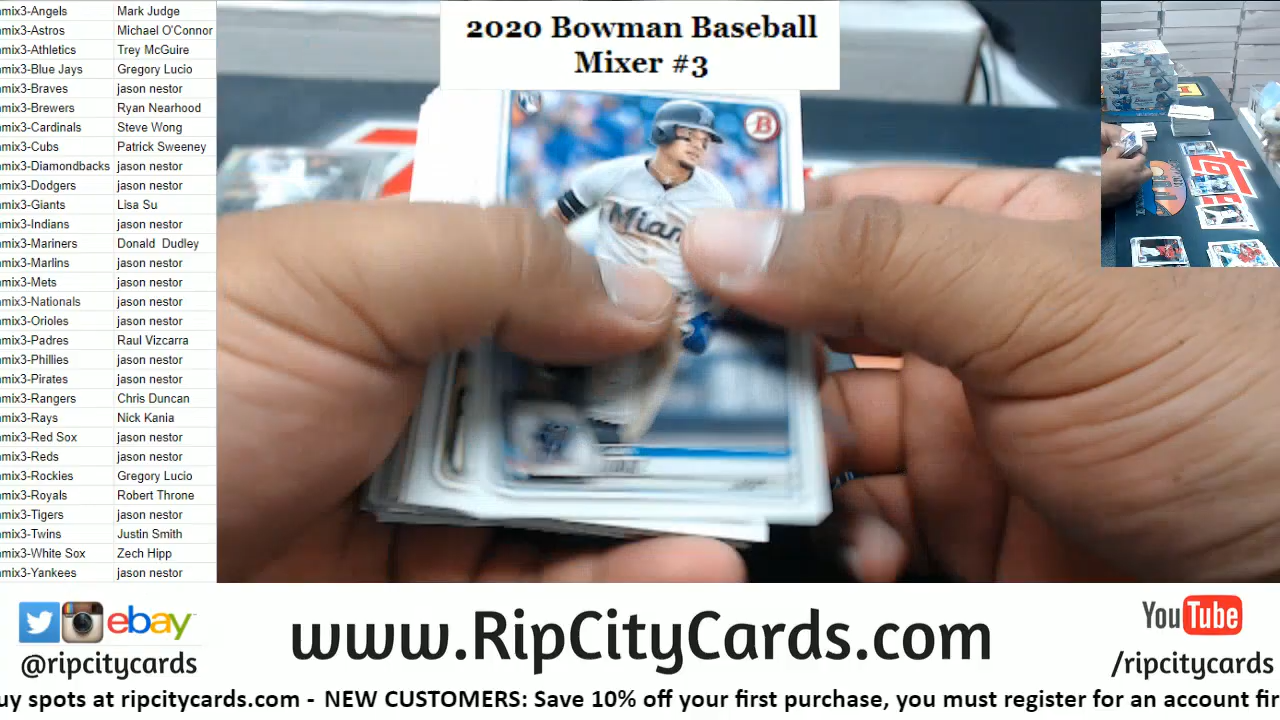 2020 Bowman Baseball
Mixer #3
mix3-Angels Mark Judge
mix3-Astros Michael O'Connor
mix3-Athletics Trey McGuire
mix3-Blue Jays Gregory Lucio
mix3-Braves jason nestor
mix3-Brewers Ryan Nearhood
mix3-Cardinals Steve Wong
mix3-Cubs Patrick Sweeney
mix3-Diamondbacks jason nestor
mix3-Dodgers jason nestor
mix3-Giants Lisa Su
mix3-Indians jason nestor
mix3-Mariners Donald Dudley
mix3-Marlins jason nestor
mix3-Mets jason nestor
mix3-Nationals jason nestor
mix3-Orioles jason nestor
mix3-Padres Raul Vizcarra
mix3-Phillies jason nestor
mix3-Pirates jason nestor
mix3-Rangers Chris Duncan
mix3-Rays Nick Kania
mix3-Red Sox jason nestor
mix3-Reds jason nestor
mix3-Rockies Gregory Lucio
mix3-Royals Robert Throne
mix3-Tigers jason nestor
mix3-Twins Justin Smith
mix3-White Sox Zech Hipp
mix3-Yankees jason nestor
B
Miam
ebay
@ripcitycards
www.RipCityCards.com
YouTube
/ripcitycards
uy spots at ripcitycards.com - NEW CUSTOMERS: Save 10% off your first purchase, you must register for an account fir